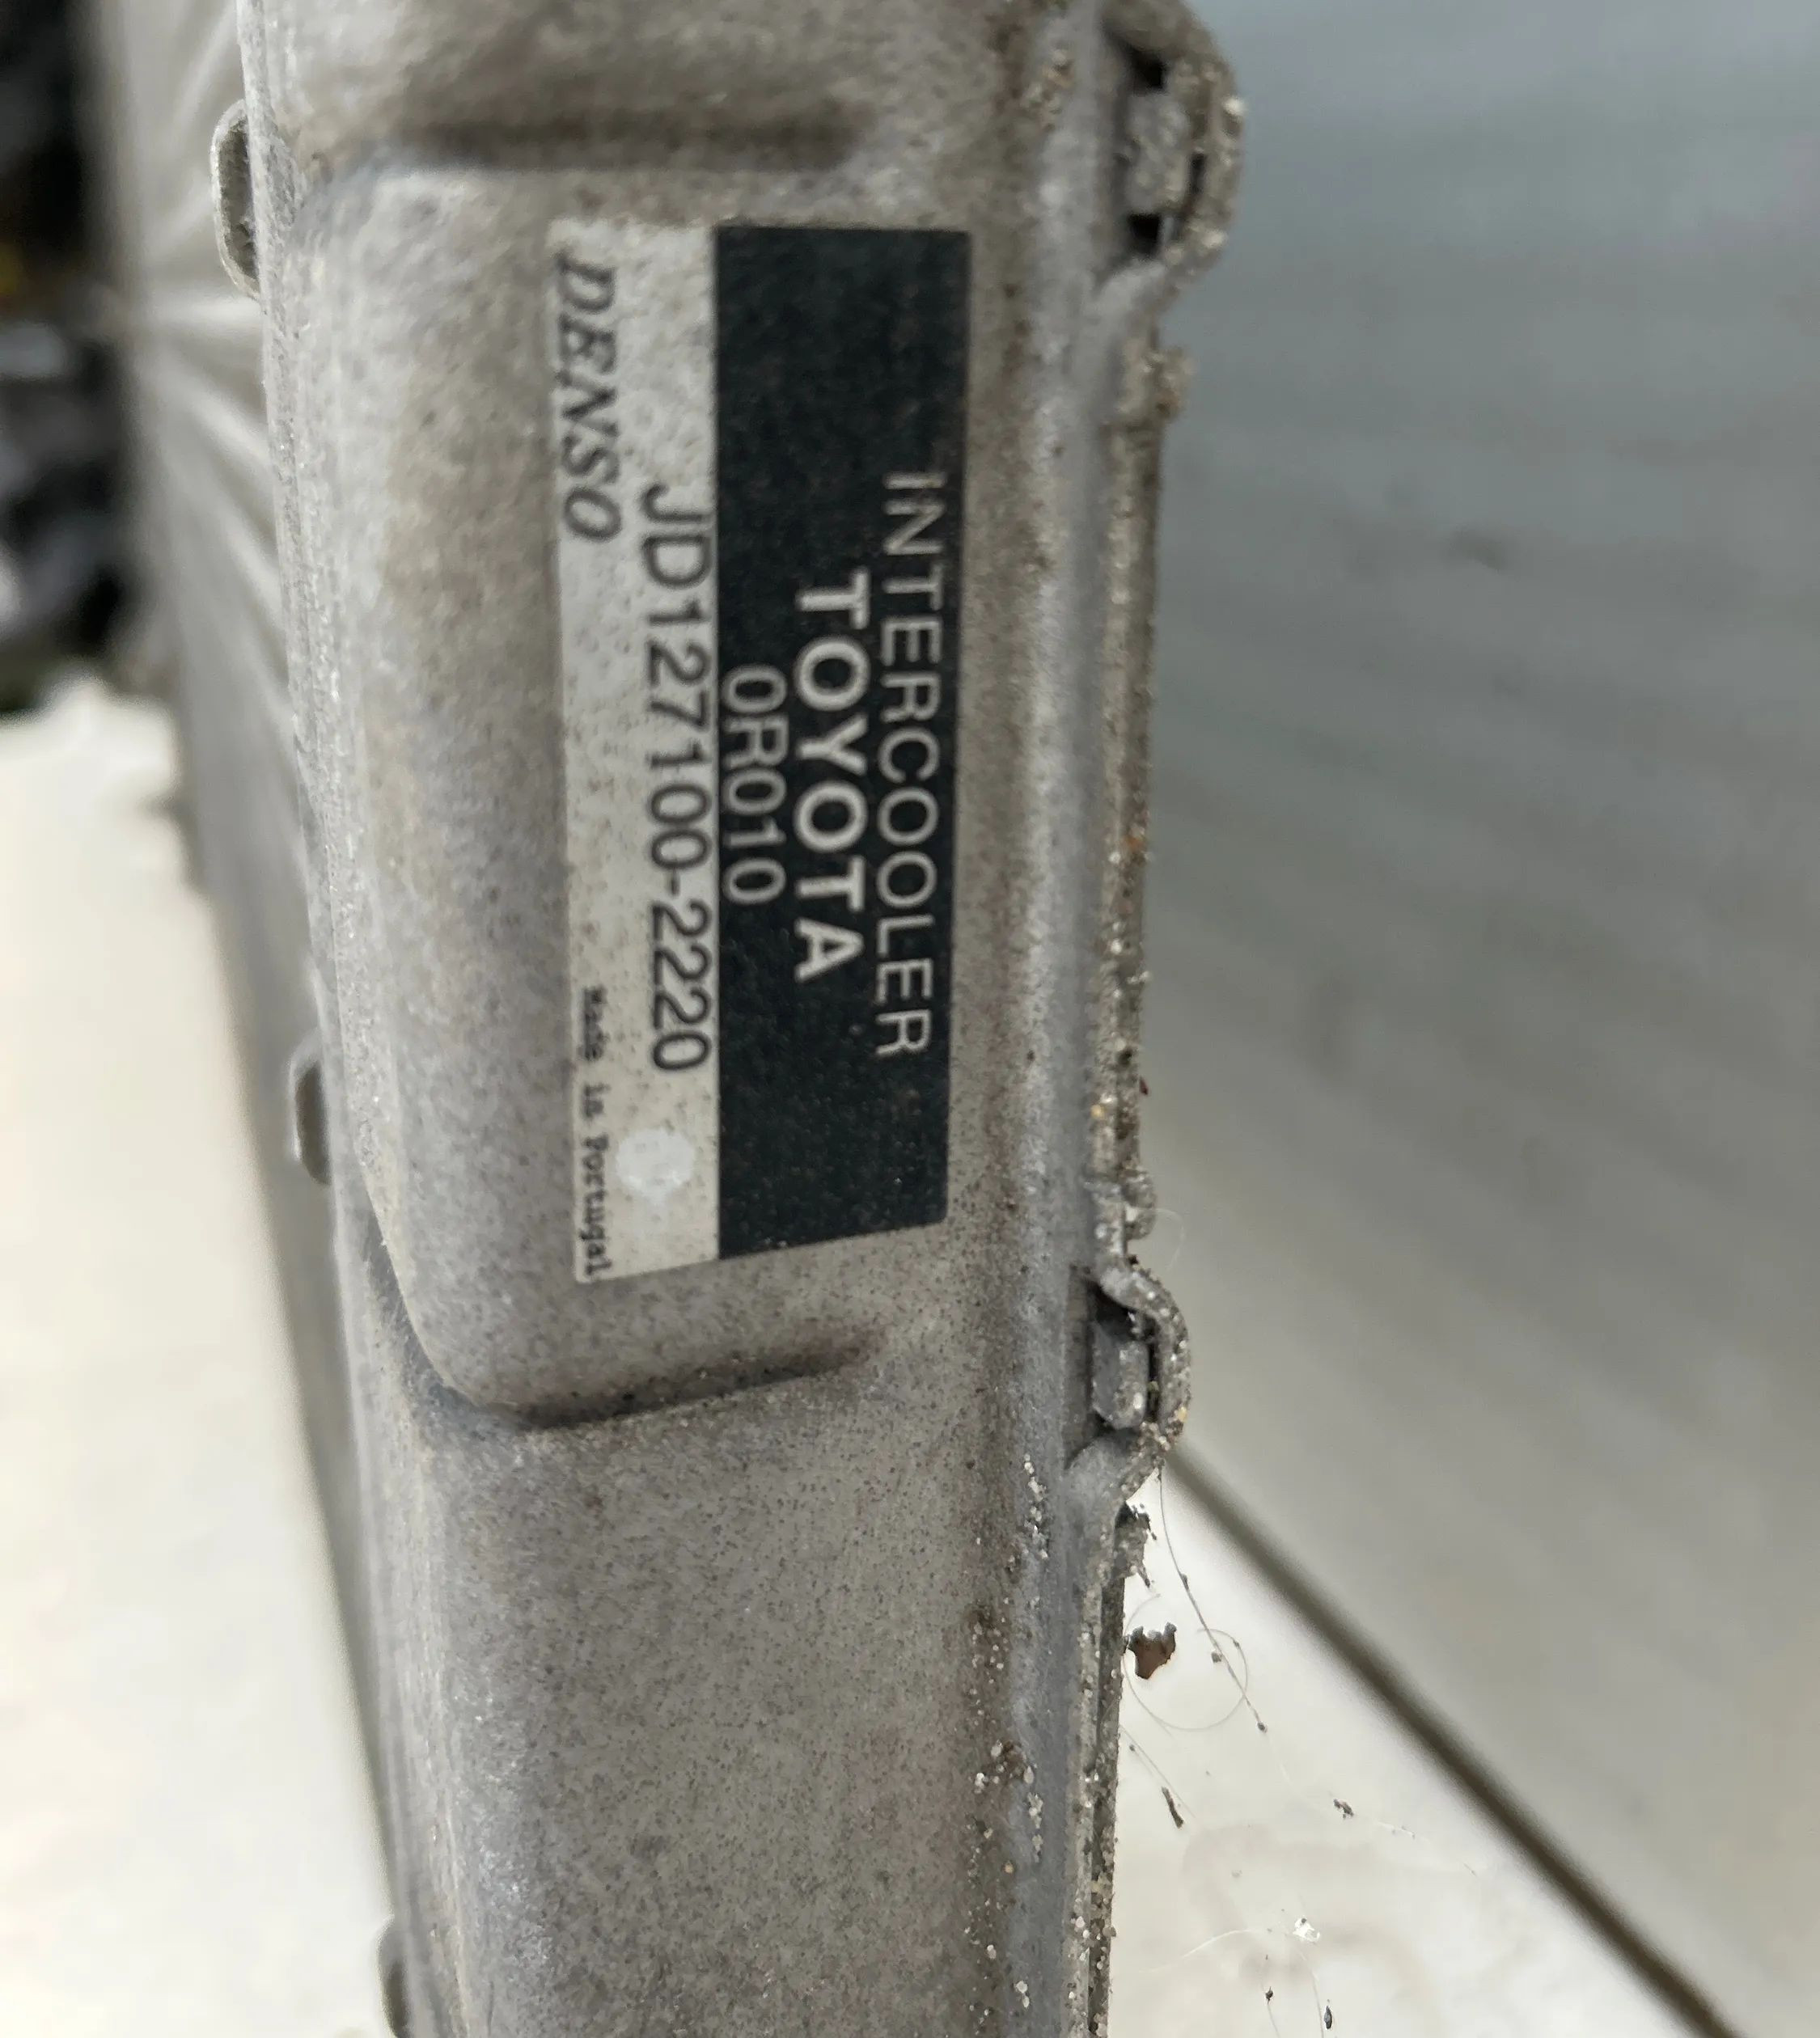 INTERCOOLER
TOYOTA
0R010
JD127100-2220
DENSO
Made in Portugal